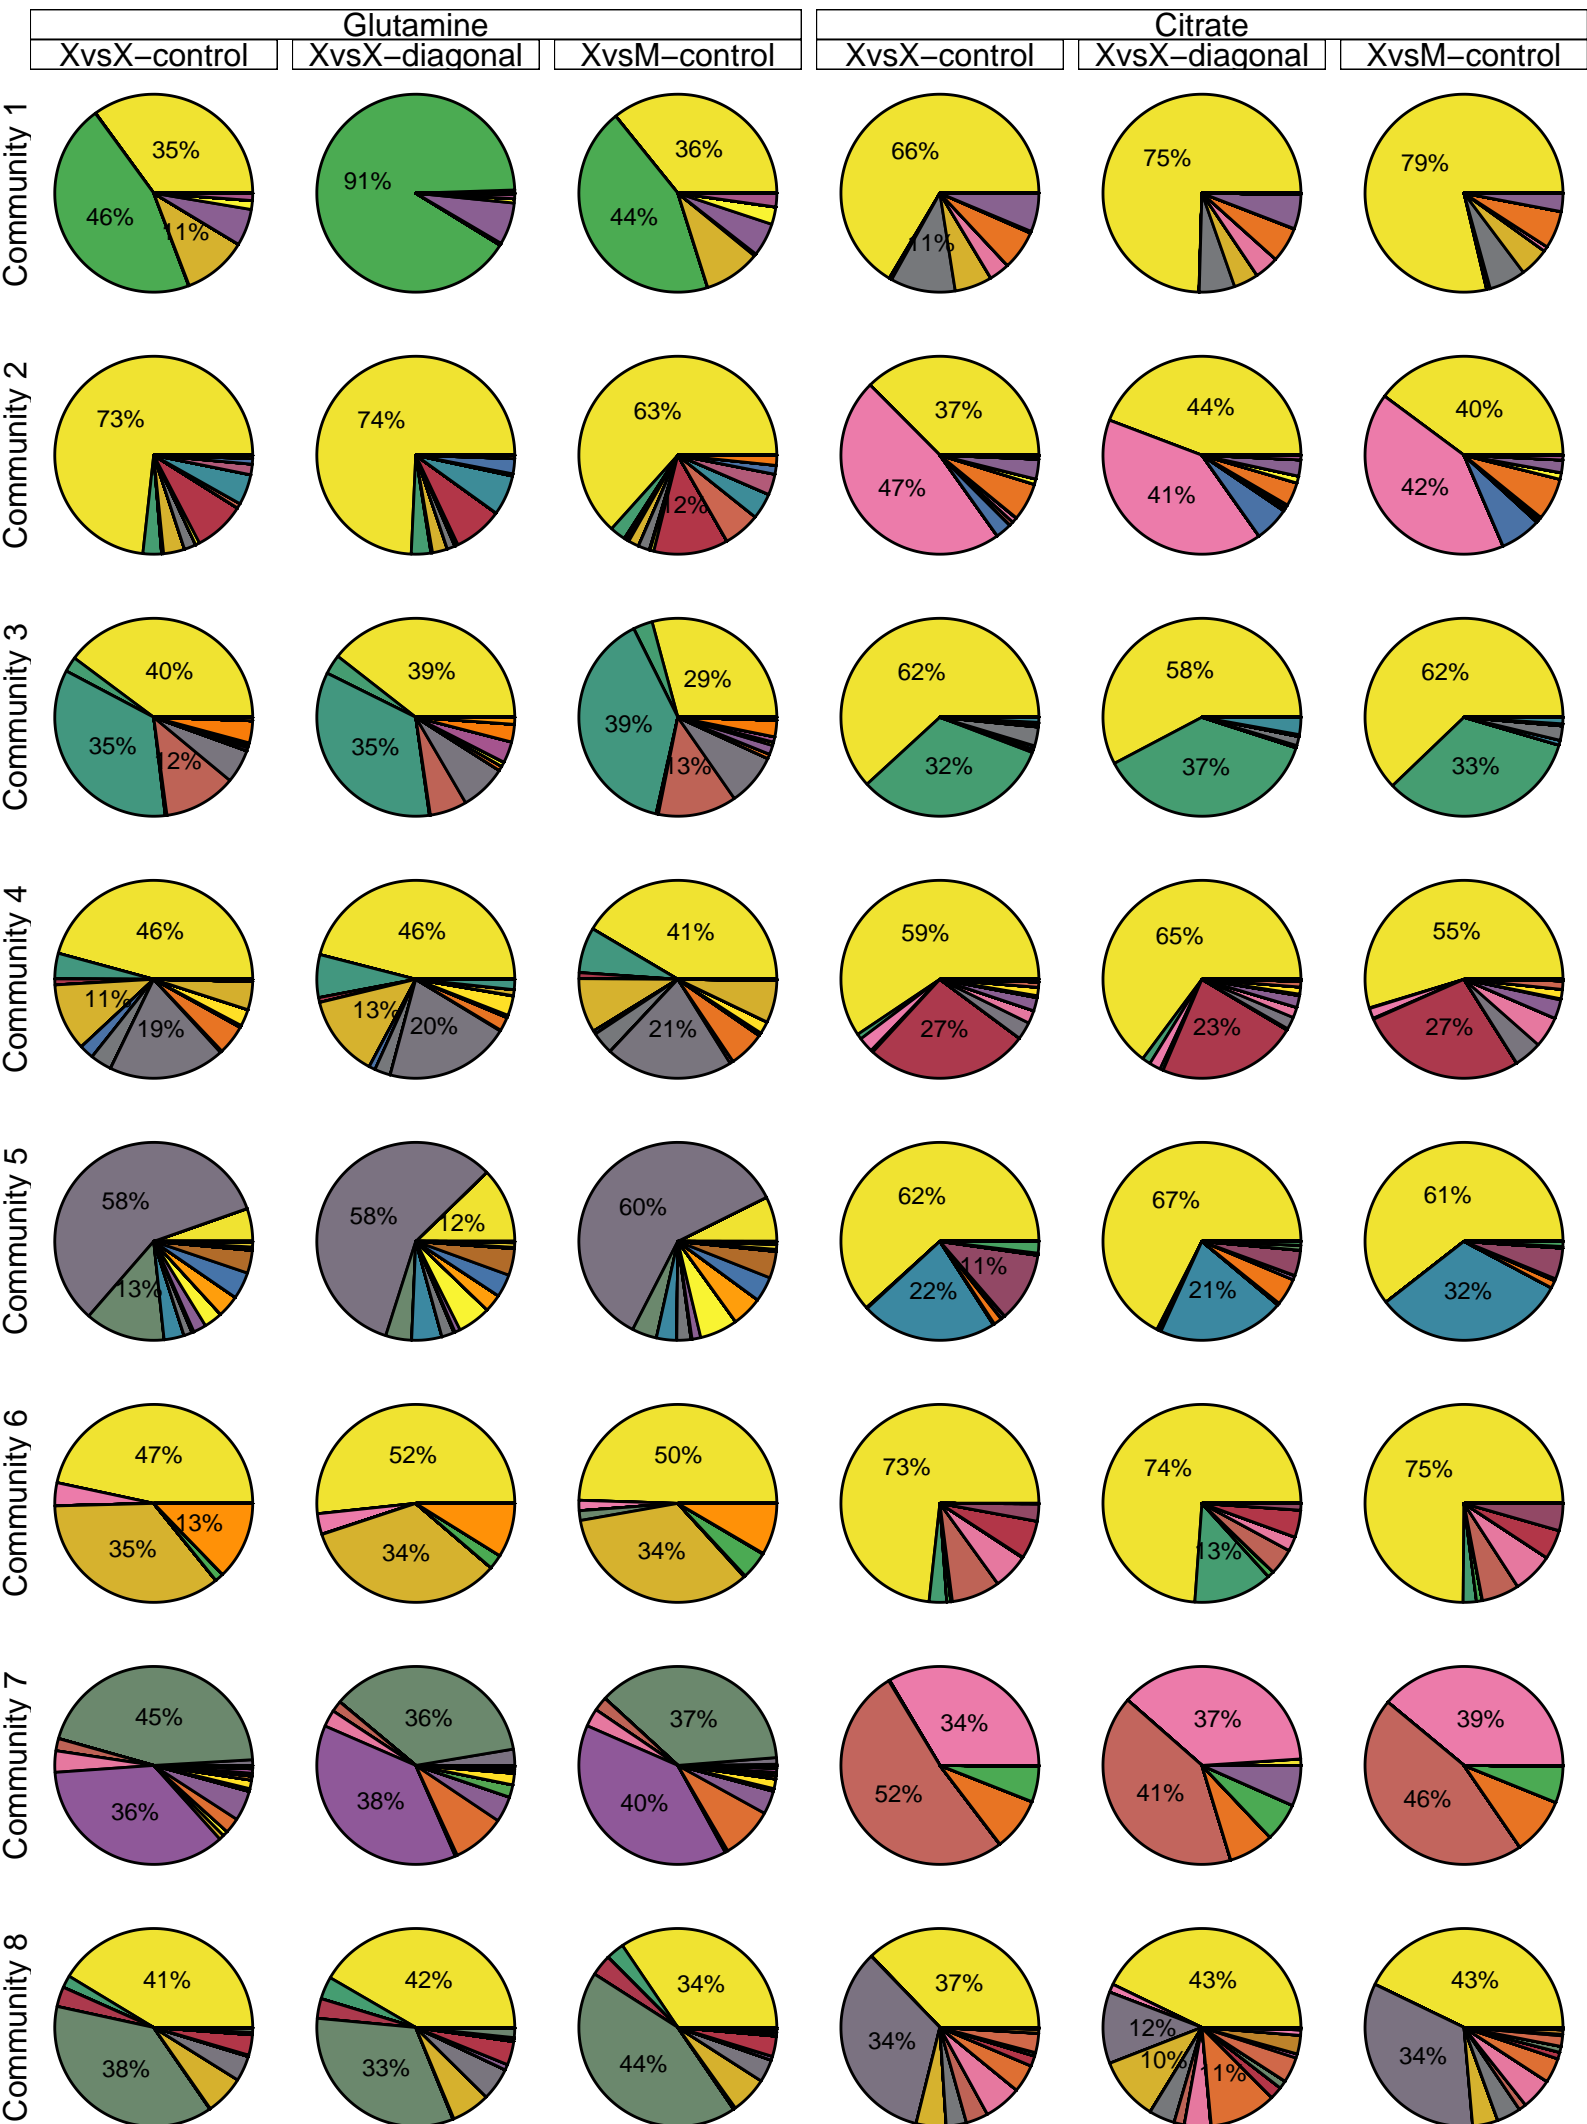 Glutamine Citrate
XvsX−control XvsX−diagonal XvsM−control XvsX−control XvsX−diagonal XvsM−control
Community 1
35% 46% 11% 91% 36% 44% 66% 11% 75% 79%
Community 2
73% 74% 63% 12% 37% 47% 44% 41% 40% 42%
Community 3
40% 35% 12% 39% 35% 29% 39% 13% 62% 32% 58% 37% 62% 33%
Community 4
46% 11% 19% 46% 13% 20% 41% 21% 59% 27% 65% 23% 55% 27%
Community 5
58% 13% 58% 12% 60% 62% 11% 22% 67% 21% 61% 32%
Community 6
47% 13% 35% 52% 34% 50% 34% 73% 74% 13% 75%
Community 7
45% 36% 36% 38% 37% 40% 34% 52% 37% 41% 39% 46%
Community 8
41% 38% 42% 33% 34% 44% 37% 34% 43% 12% 10% 11% 43% 34%